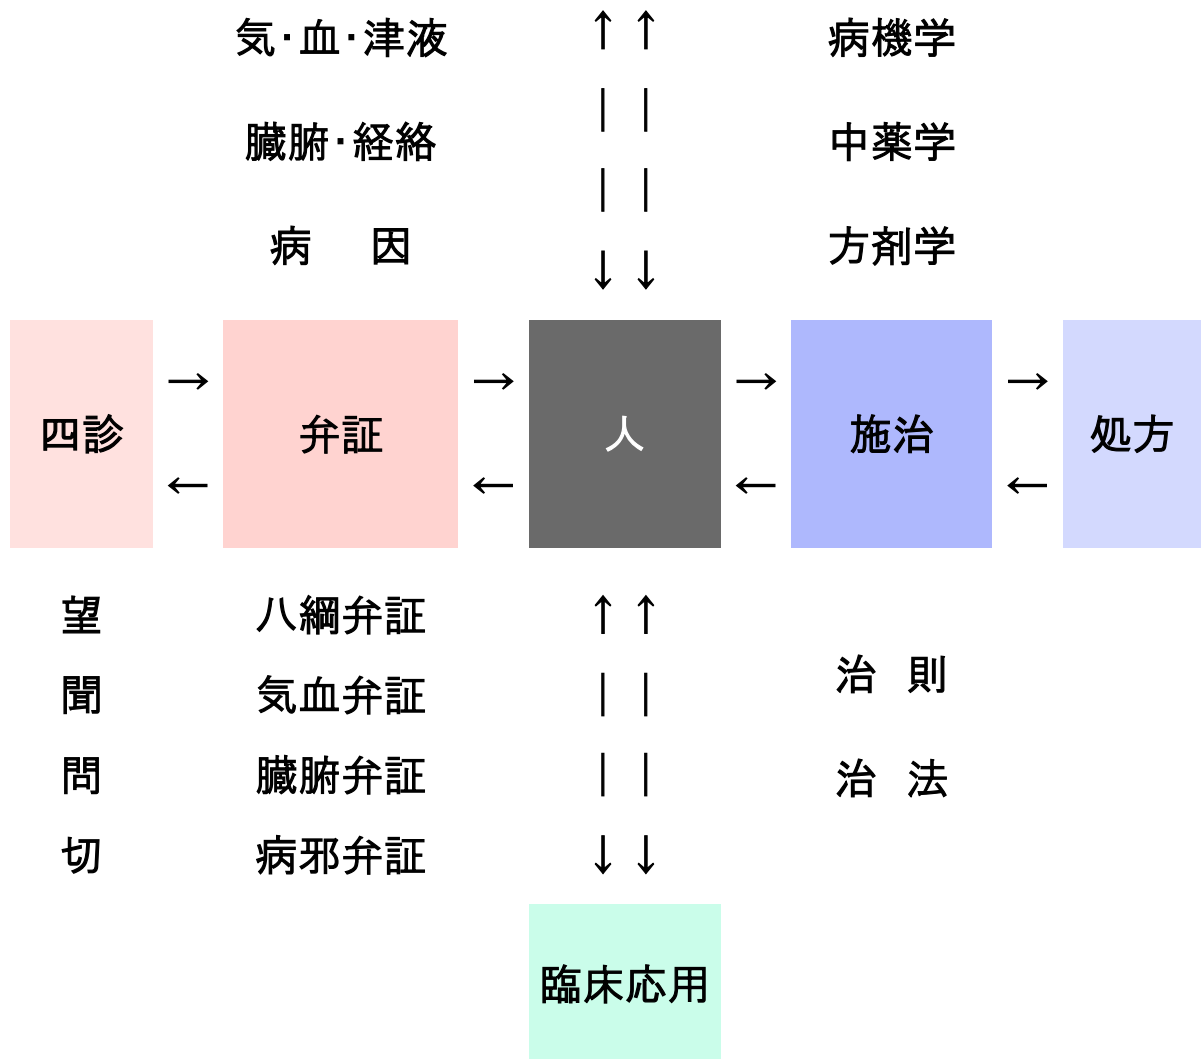 気・血・津液
↑ ↑
病機学
｜ ｜
臓腑・経絡
中薬学
｜ ｜
病 因
↓ ↓
方剤学
四診
→
←
弁証
→
←
人
→
←
施治
→
←
処方
望
聞
問
切
八綱弁証
気血弁証
臓腑弁証
病邪弁証
↑ ↑
｜ ｜
｜ ｜
↓ ↓
治 則
治 法
臨床応用